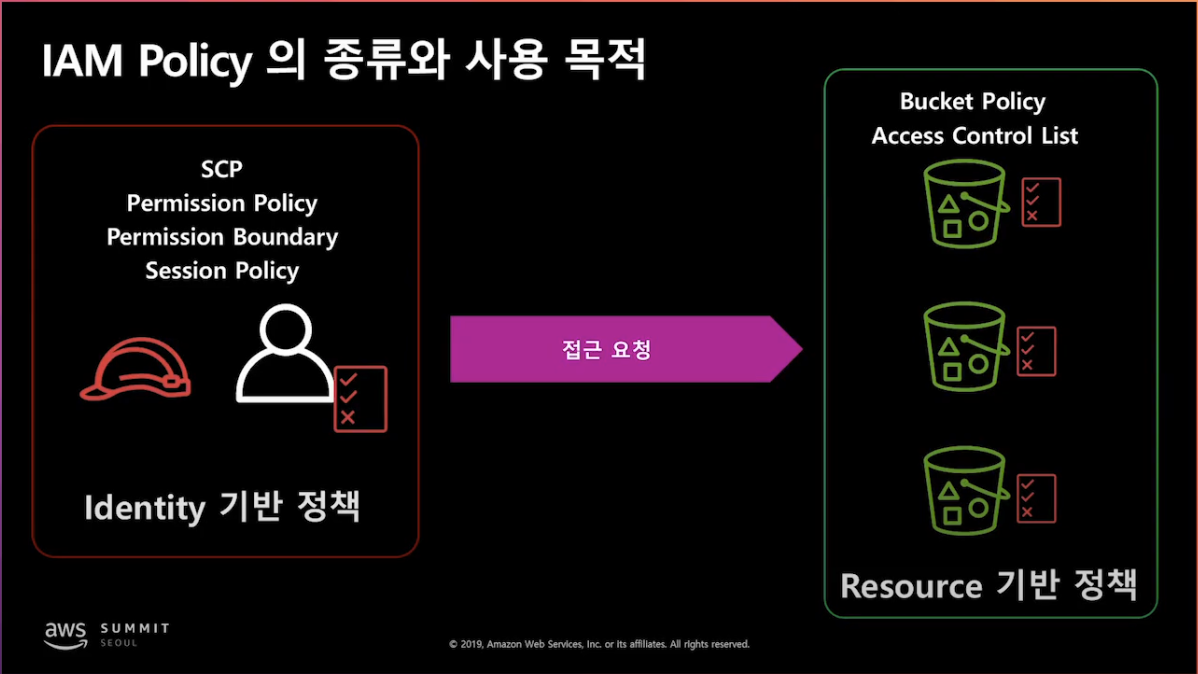 IAM Policy 의 종류와 사용 목적
SCP
Permission Policy
Permission Boundary
Session Policy
Identity 기반 정책
접근 요청
Bucket Policy
Access Control List
Resource 기반 정책
aws SUMMIT
SEOUL
© 2019, Amazon Web Services, Inc. or its affiliates. All rights reserved.